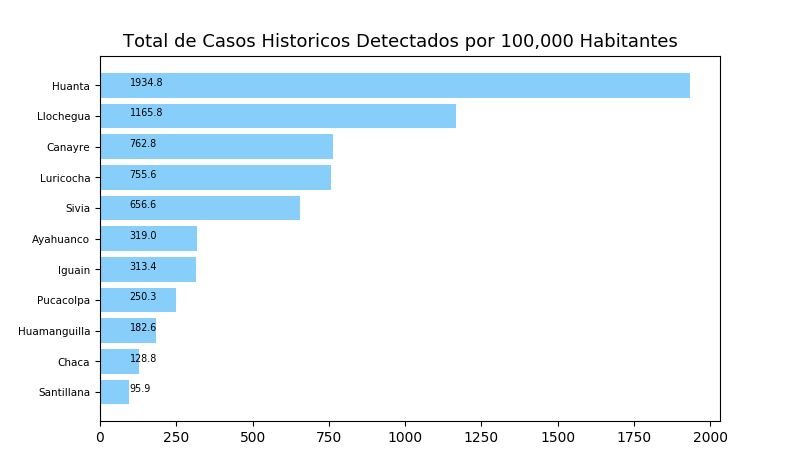 Total de Casos Historicos Detectados por 100,000 Habitantes
Huanta 1934.8
Llochegua 1165.8
Canayre 762.8
Luricocha 755.6
Sivia 656.6
Ayahuanco 319.0
Iguain 313.4
Pucacolpa 250.3
Huamanguilla 182.6
Chaca 128.8
Santillana 95.9
0 250 500 750 1000 1250 1500 1750 2000